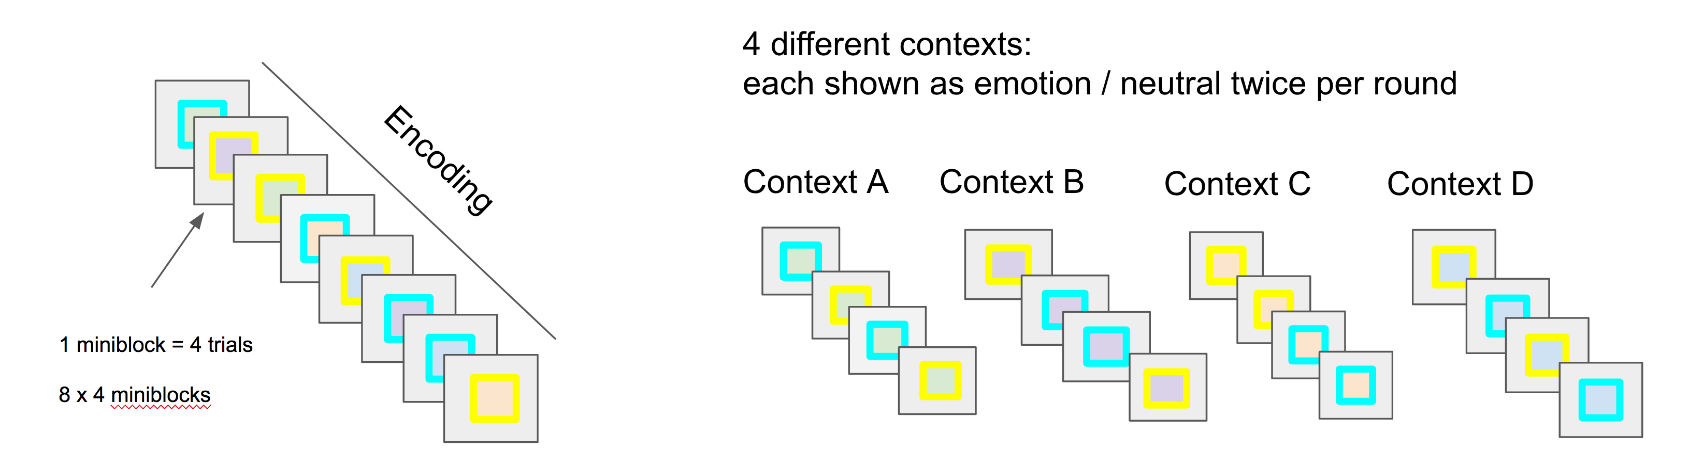 Encoding
1 miniblock = 4 trials
8 x 4 miniblocks
4 different contexts:
each shown as emotion / neutral twice per round
Context A
Context B
Context C
Context D